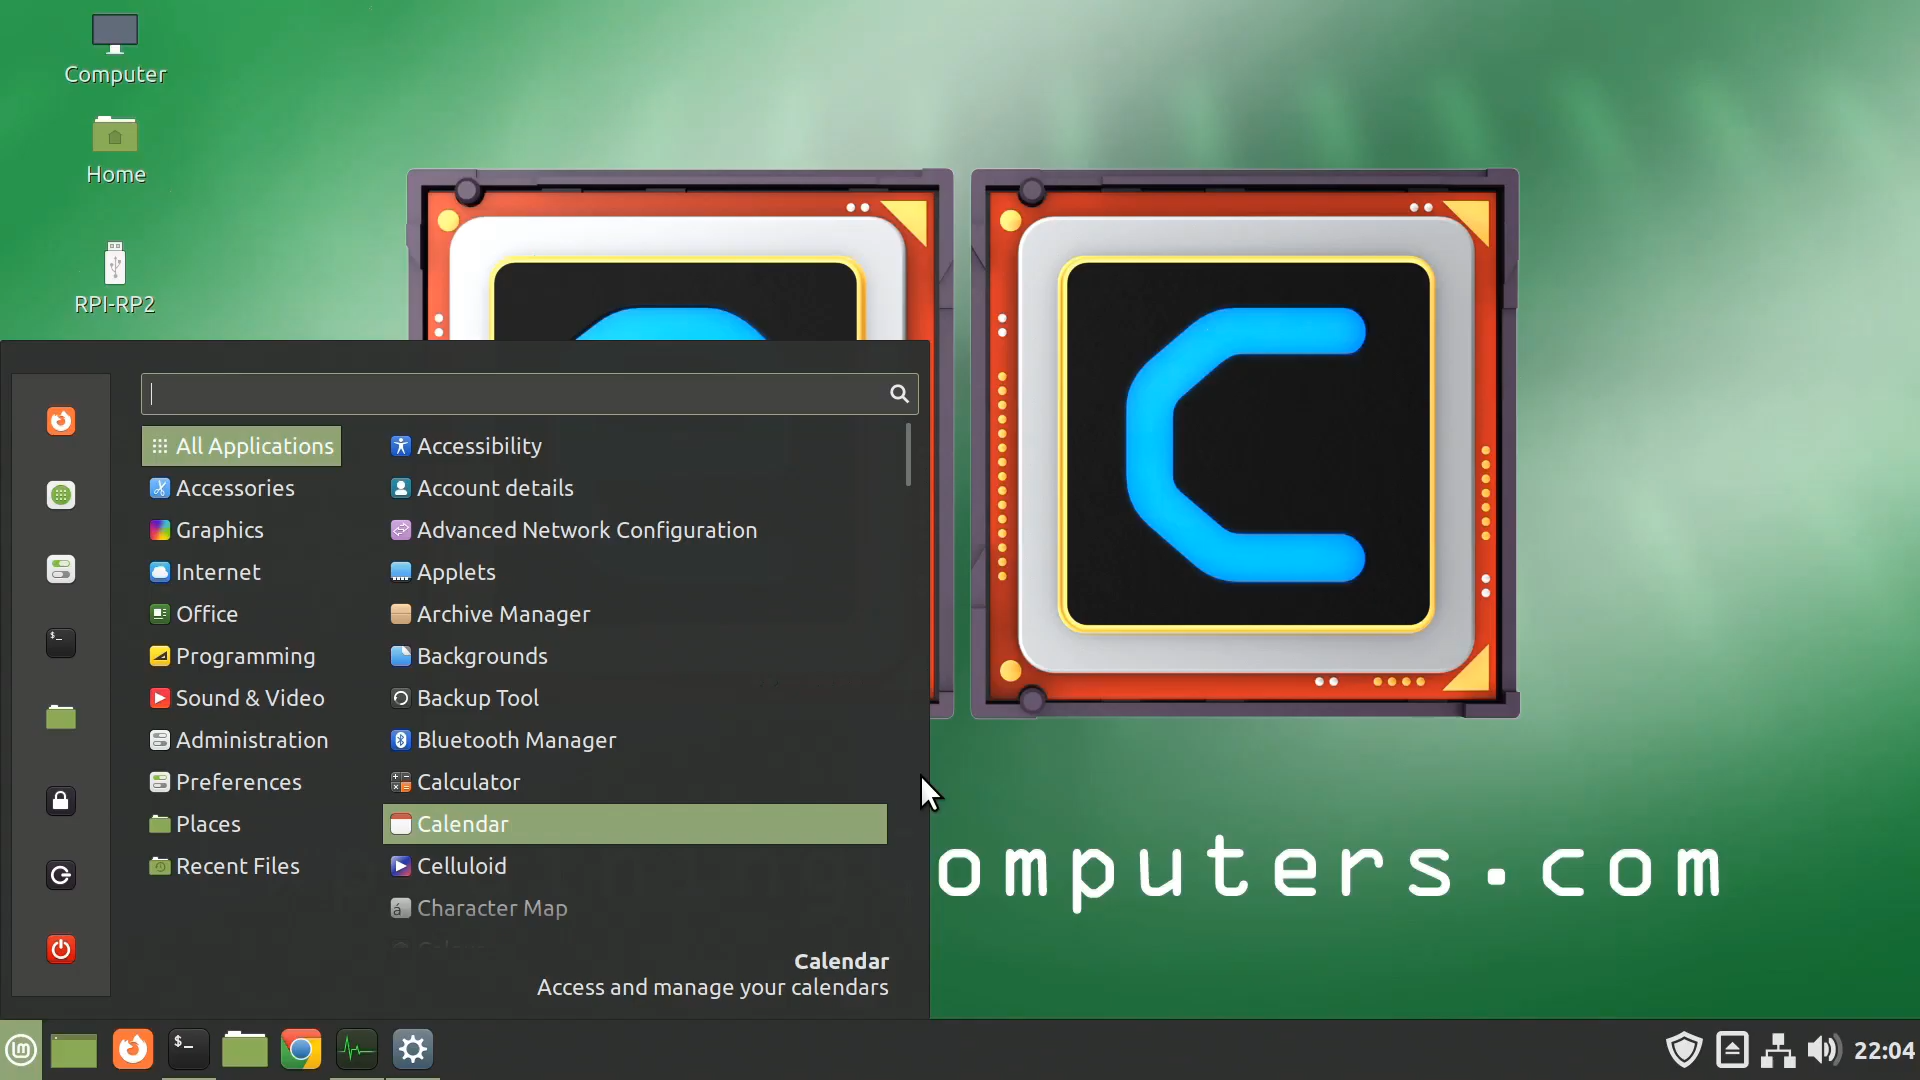 Computer
Home
RPI-RP2
C
All Applications
Accessories
Graphics
Internet
Office
Programming
Sound & Video
Administration
Preferences
Places
Recent Files
Accessibility
Account details
Advanced Network Configuration
Applets
Archive Manager
Backgrounds
Backup Tool
Bluetooth Manager
Calculator
Calendar
Celluloid
Character Map
omputers.com
Calendar
Access and manage your calendars
$_
$_
22:04